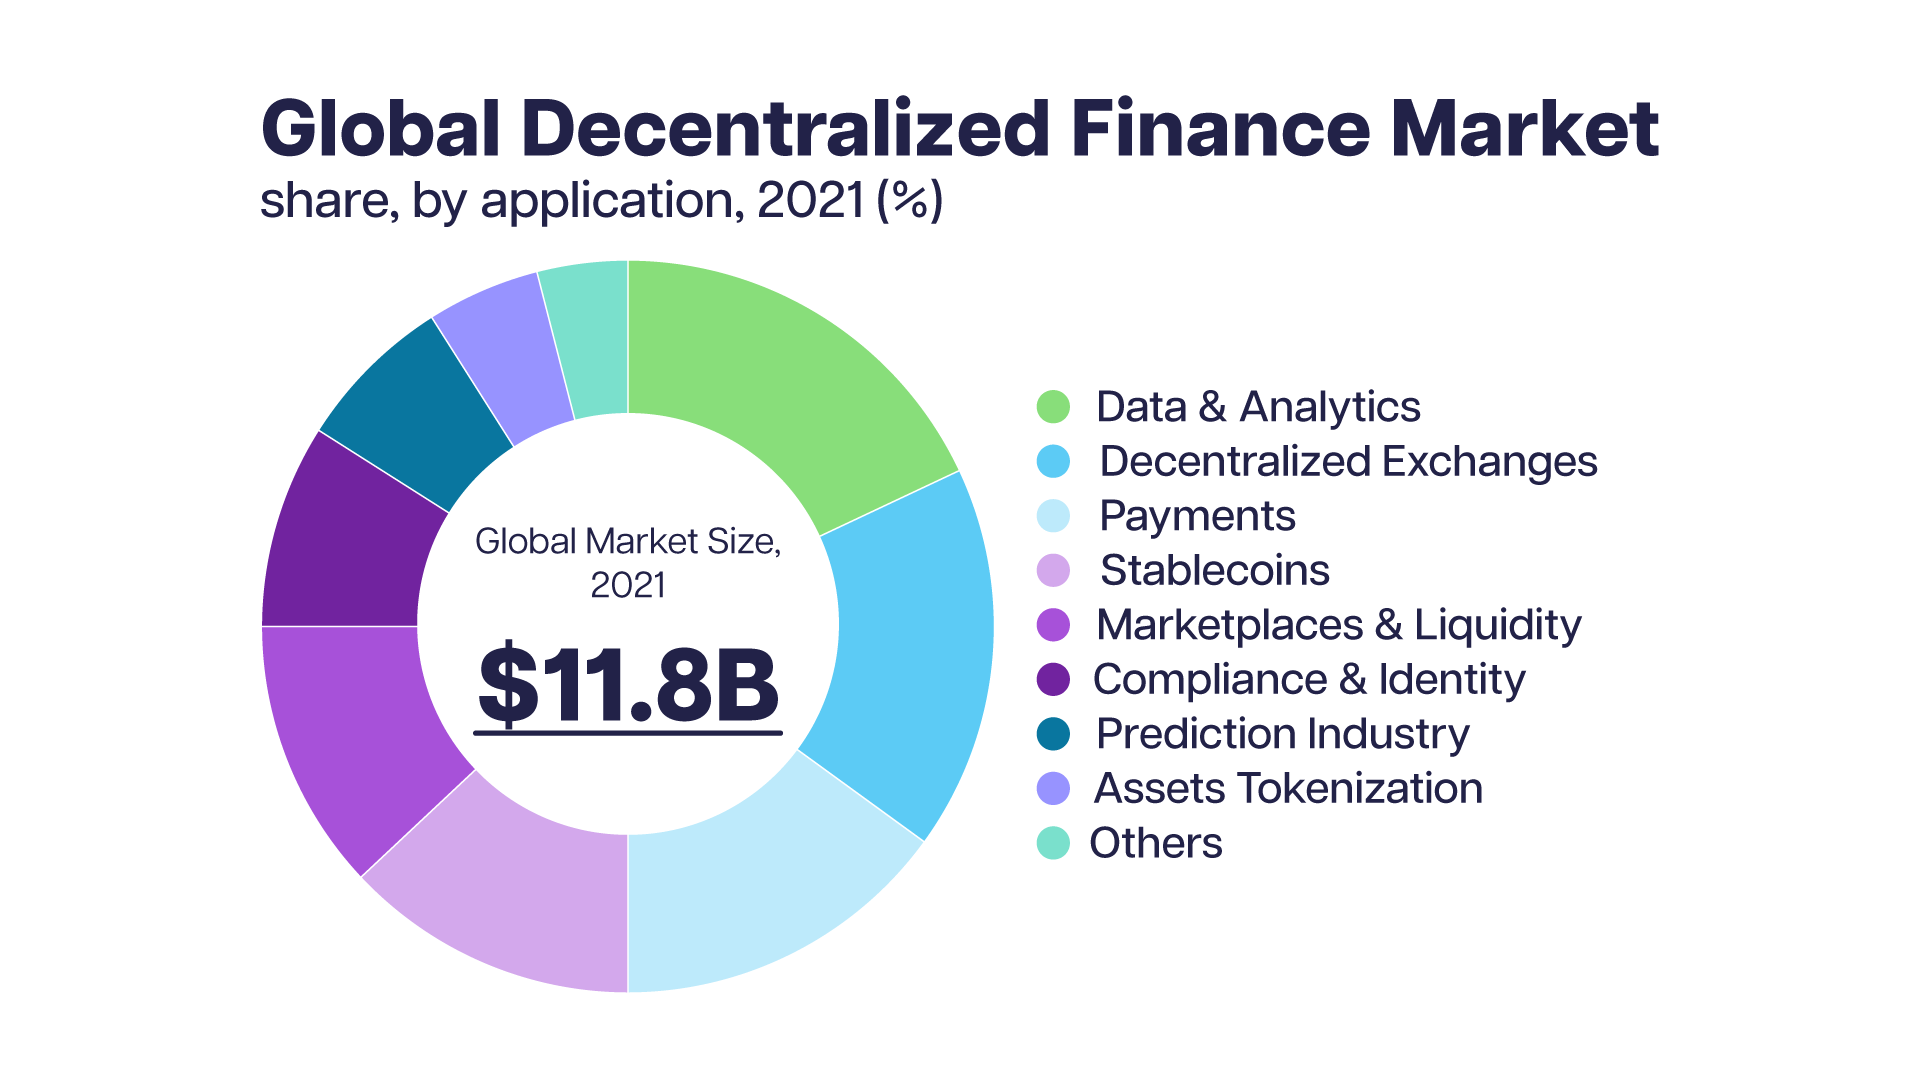 Global Decentralized Finance Market
share, by application, 2021 (%)
Global Market Size,
2021
$11.8B
Data & Analytics
Decentralized Exchanges
Payments
Stablecoins
Marketplaces & Liquidity
Compliance & Identity
Prediction Industry
Assets Tokenization
Others